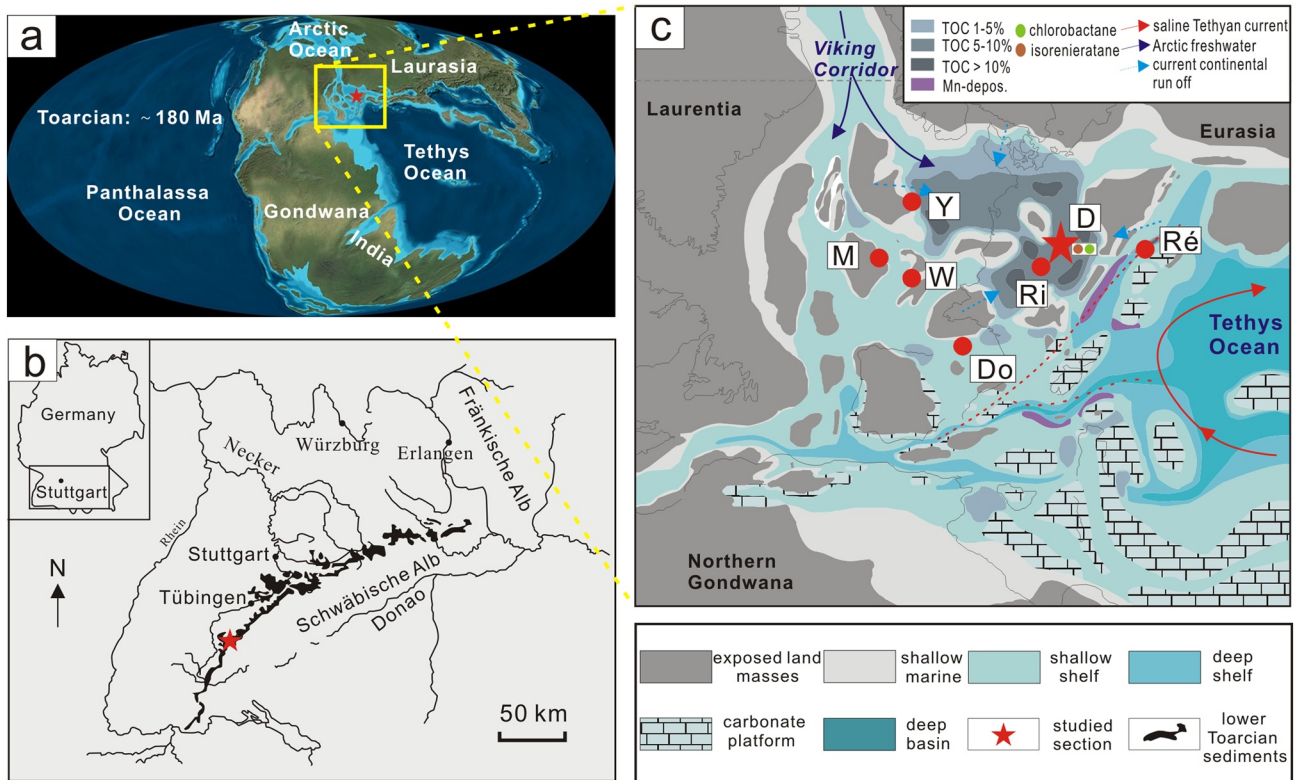 a
Arctic
Ocean
Laurasia
Toarcian: ~ 180 Ma
Tethys
Ocean
Panthalassa
Ocean
Gondwana
India
b
Germany
Stuttgart
Necker
Würzburg
Erlangen
Fränkische Alb
Rhein
Stuttgart
N
Tübingen
Schwäbische Alb
Donao
50 km
c
Viking
Corridor
TOC 1-5%
TOC 5-10%
TOC > 10%
Mn-depos.
chlorobactane
isorenieratane
saline Tethyan current
Arctic freshwater
current continental
run off
Laurentia
Eurasia
Y
D
Ré
M
W
Ri
Do
Tethys
Ocean
Northern
Gondwana
exposed land
masses
shallow
marine
shallow
shelf
deep
shelf
carbonate
platform
deep
basin
studied
section
lower
Toarcian
sediments